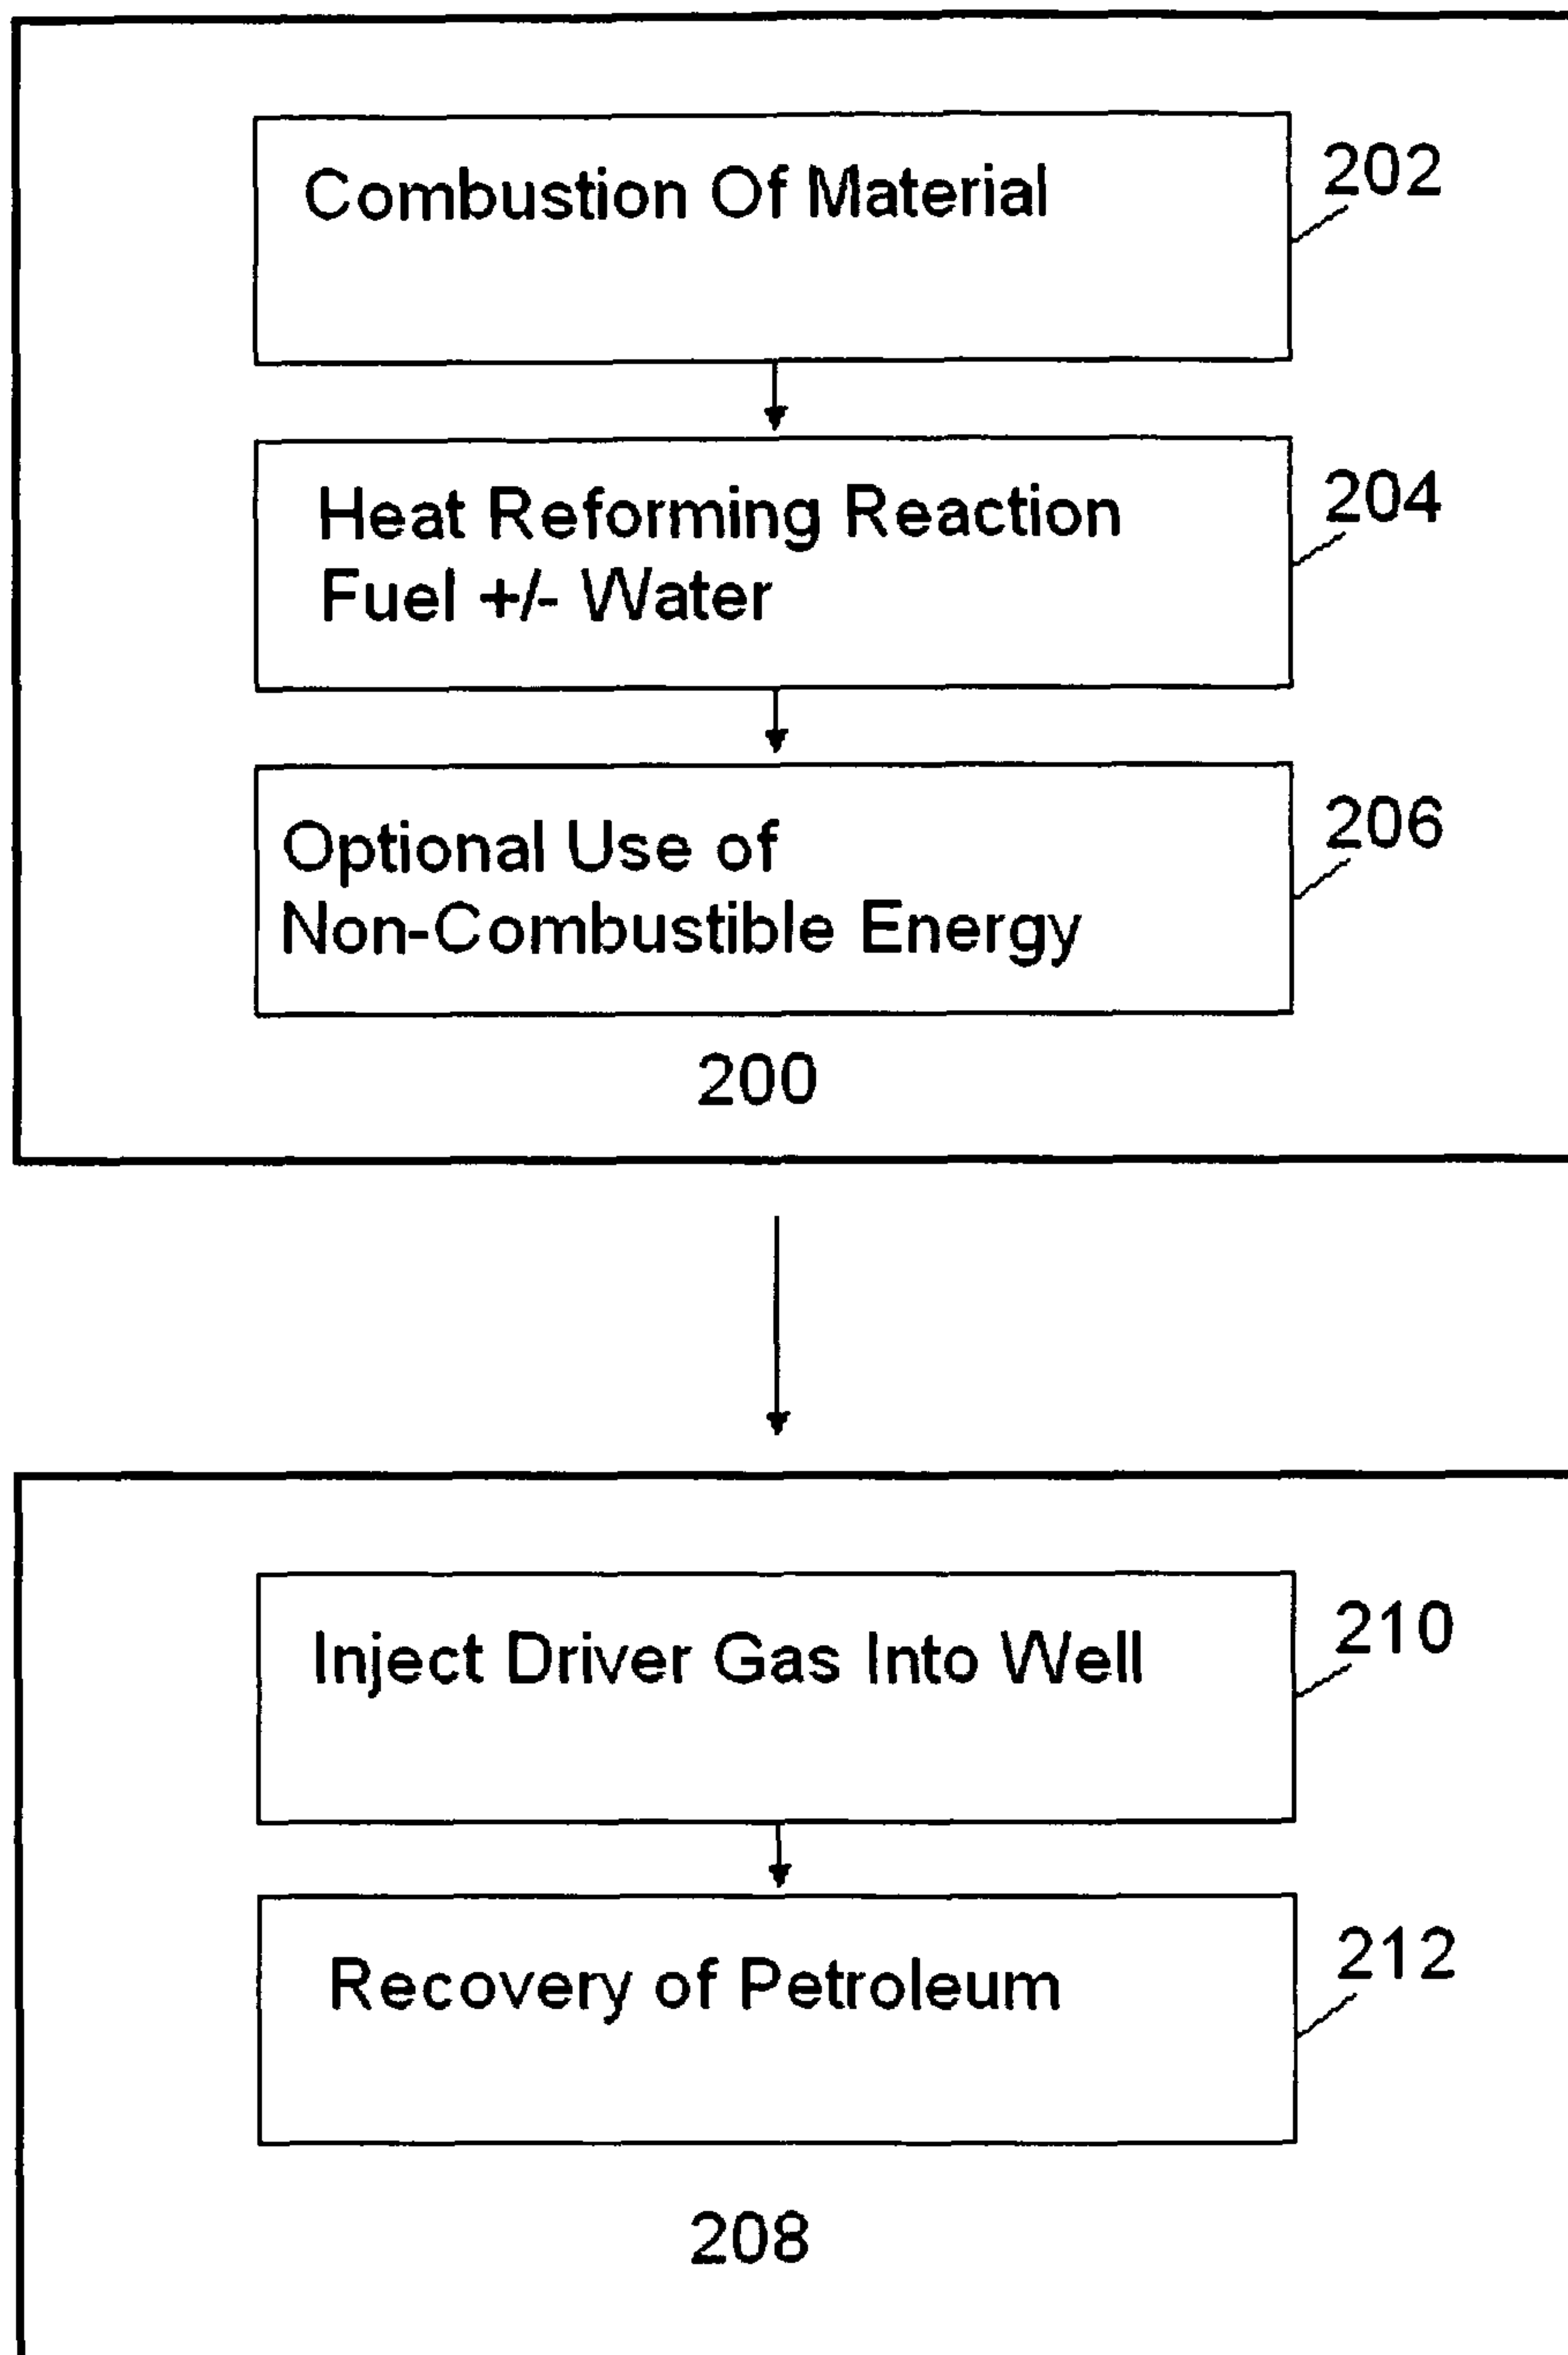 Combustion Of Material
202
Heat Reforming Reaction
Fuel +/- Water
204
Optional Use of
Non-Combustible Energy
206
200
Inject Driver Gas Into Well
210
Recovery of Petroleum
212
208